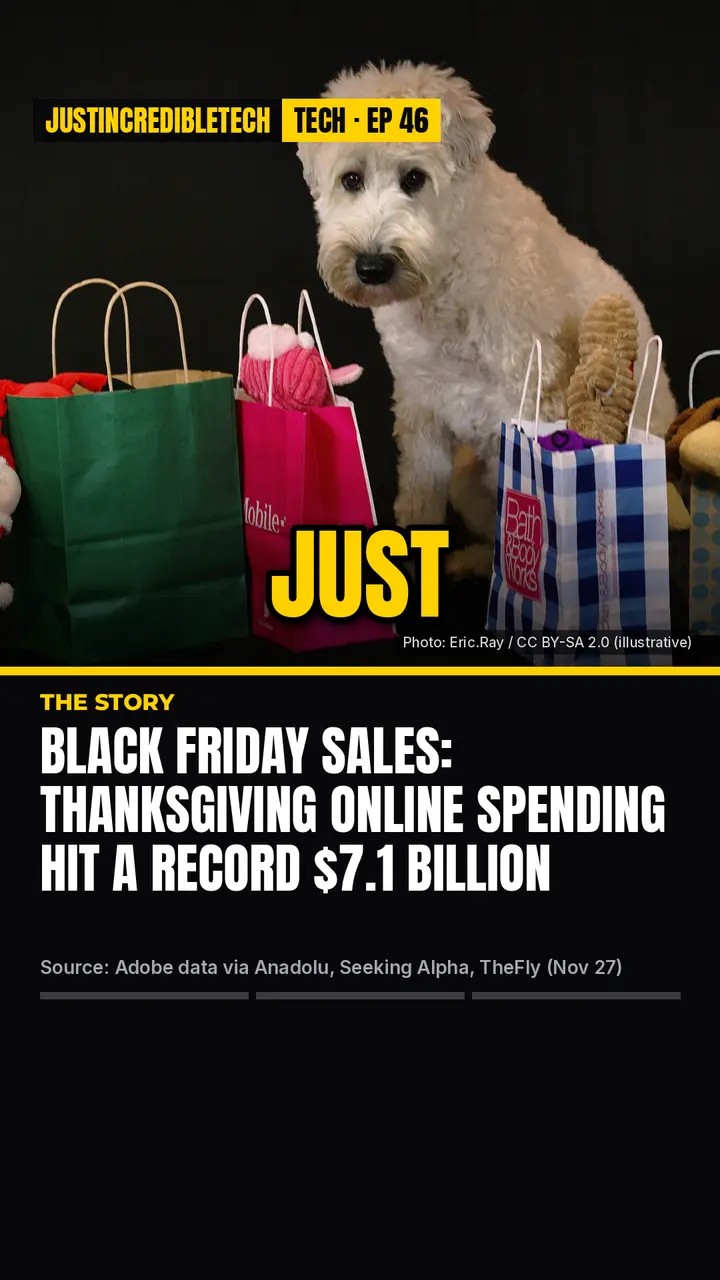 JUSTINCREDIBLETECH TECH · EP 46
Mobile
Bath
& Body
Works
JUST
Photo: Eric.Ray / CC BY-SA 2.0 (illustrative)
THE STORY
BLACK FRIDAY SALES:
THANKSGIVING ONLINE SPENDING
HIT A RECORD $7.1 BILLION
Source: Adobe data via Anadolu, Seeking Alpha, TheFly (Nov 27)